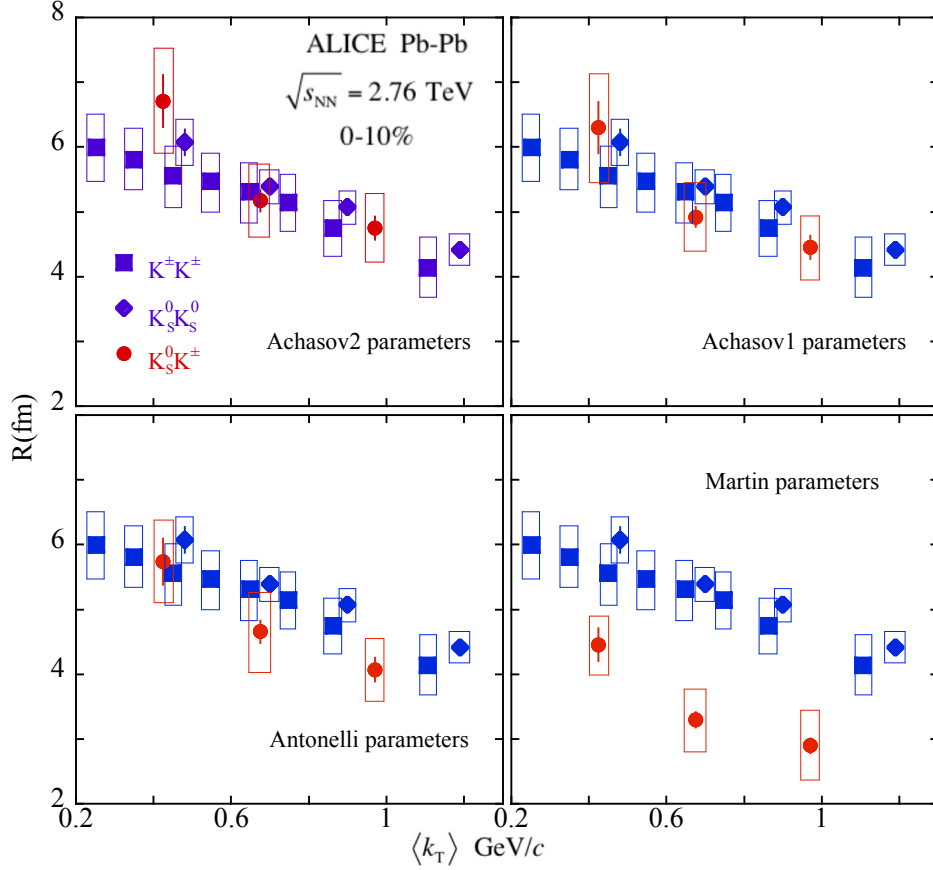 8
ALICE Pb-Pb
√sNN = 2.76 TeV
0-10%
6
K±K±
4
K0SK0S
K0SK±
Achasov2 parameters
Achasov1 parameters
2
R(fm)
Martin parameters
6
4
Antonelli parameters
2
0.2 0.6 1 0.2 0.6 1
⟨kT⟩ GeV/c